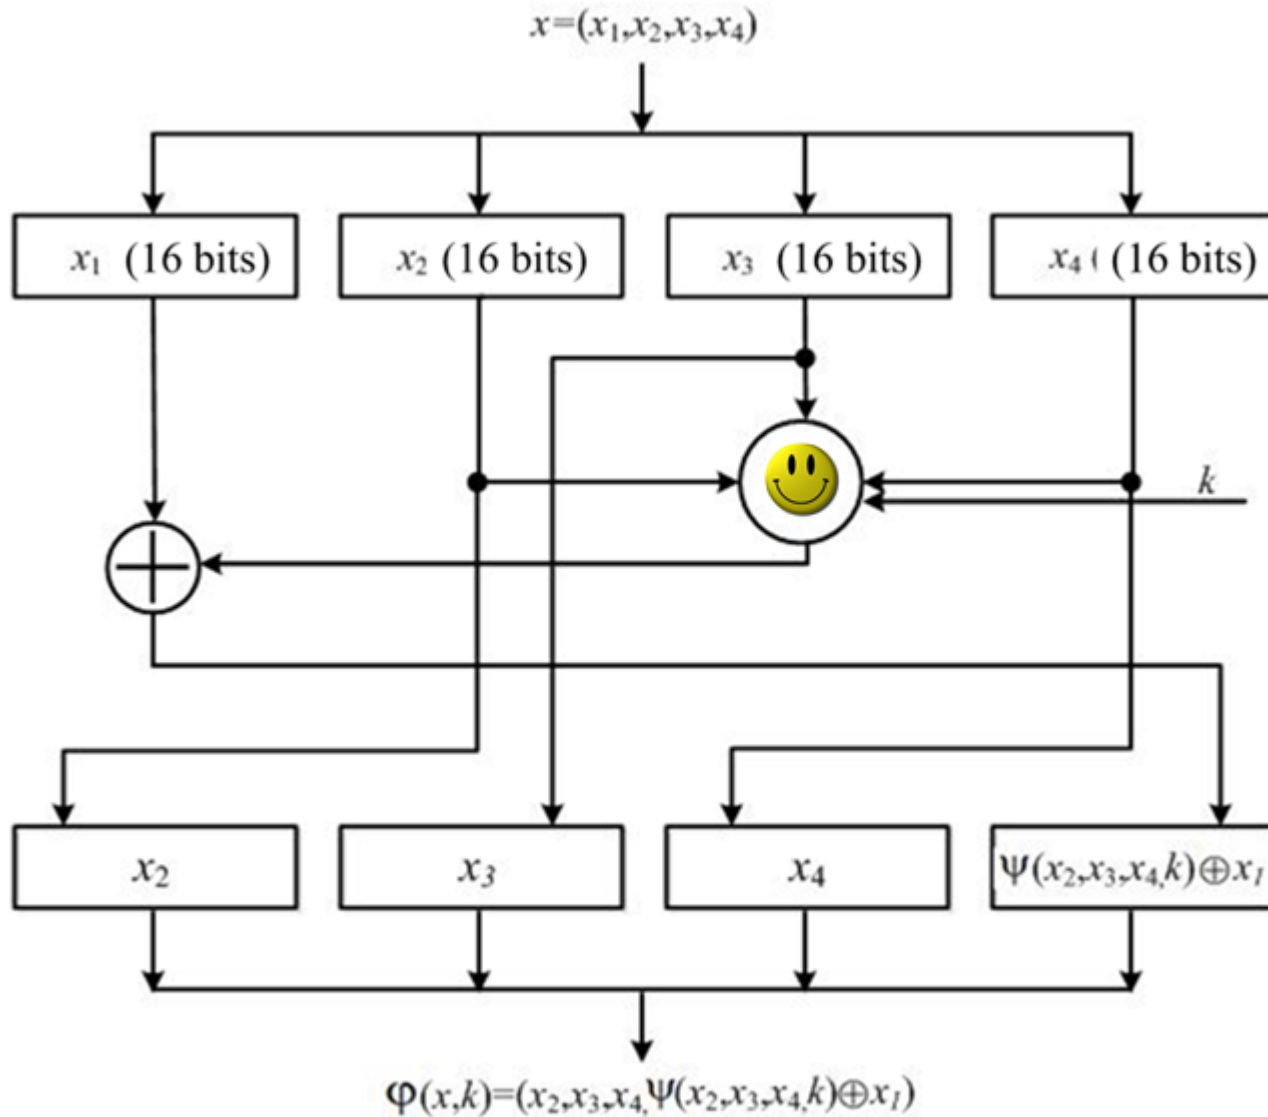 x=(x₁,x₂,x₃,x₄)
x₁ (16 bits)
x₂ (16 bits)
x₃ (16 bits)
x₄ ( (16 bits)
k
x₂
x₃
x₄
Ψ(x₂,x₃,x₄,k)⊕x₁
φ(x,k)=(x₂,x₃,x₄,Ψ(x₂,x₃,x₄,k)⊕x₁)